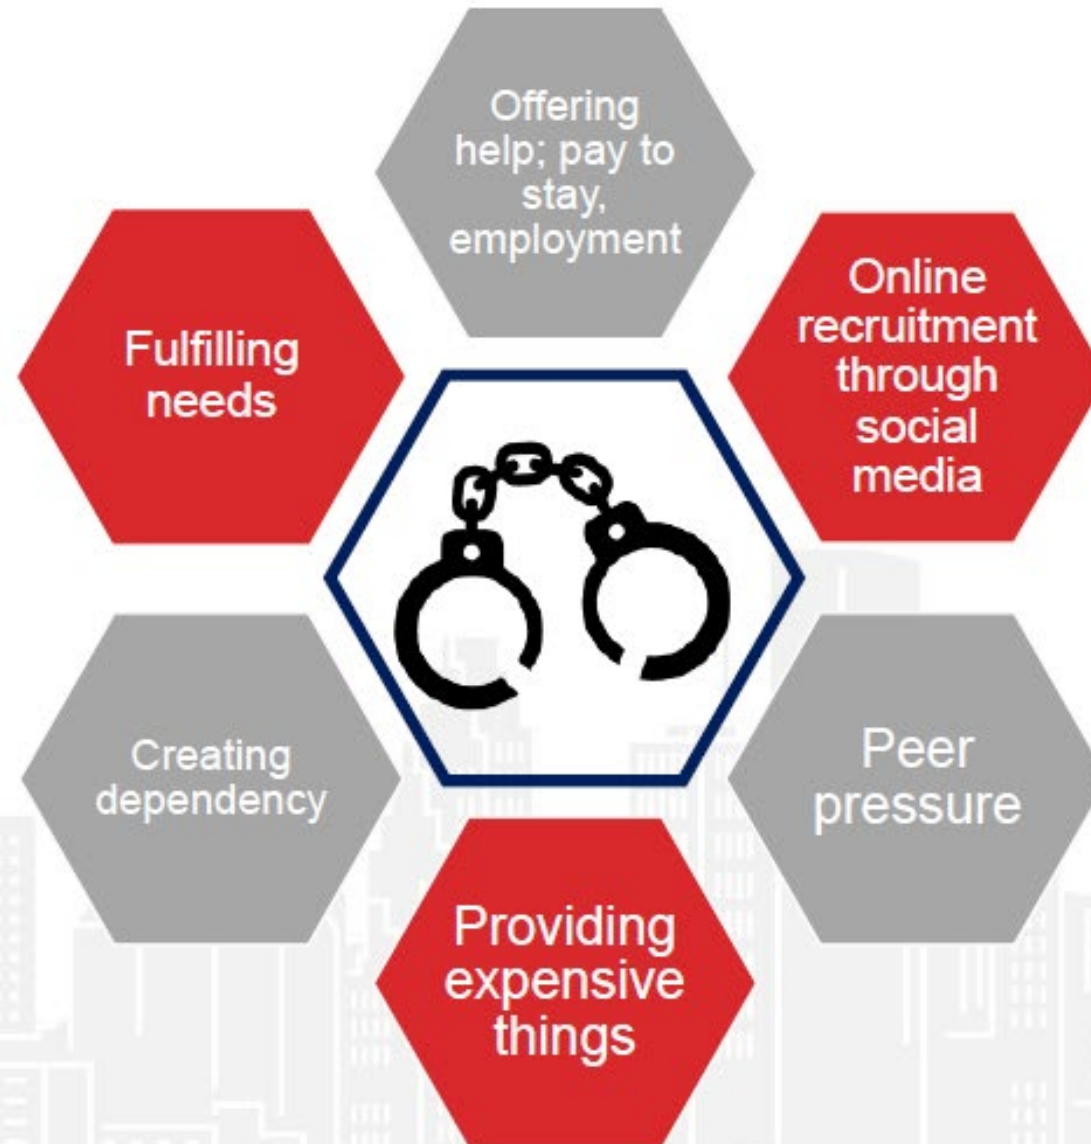 Offering
help; pay to
stay,
employment
Online
recruitment
through
social
media
Peer
pressure
Providing
expensive
things
Creating
dependency
Fulfilling
needs